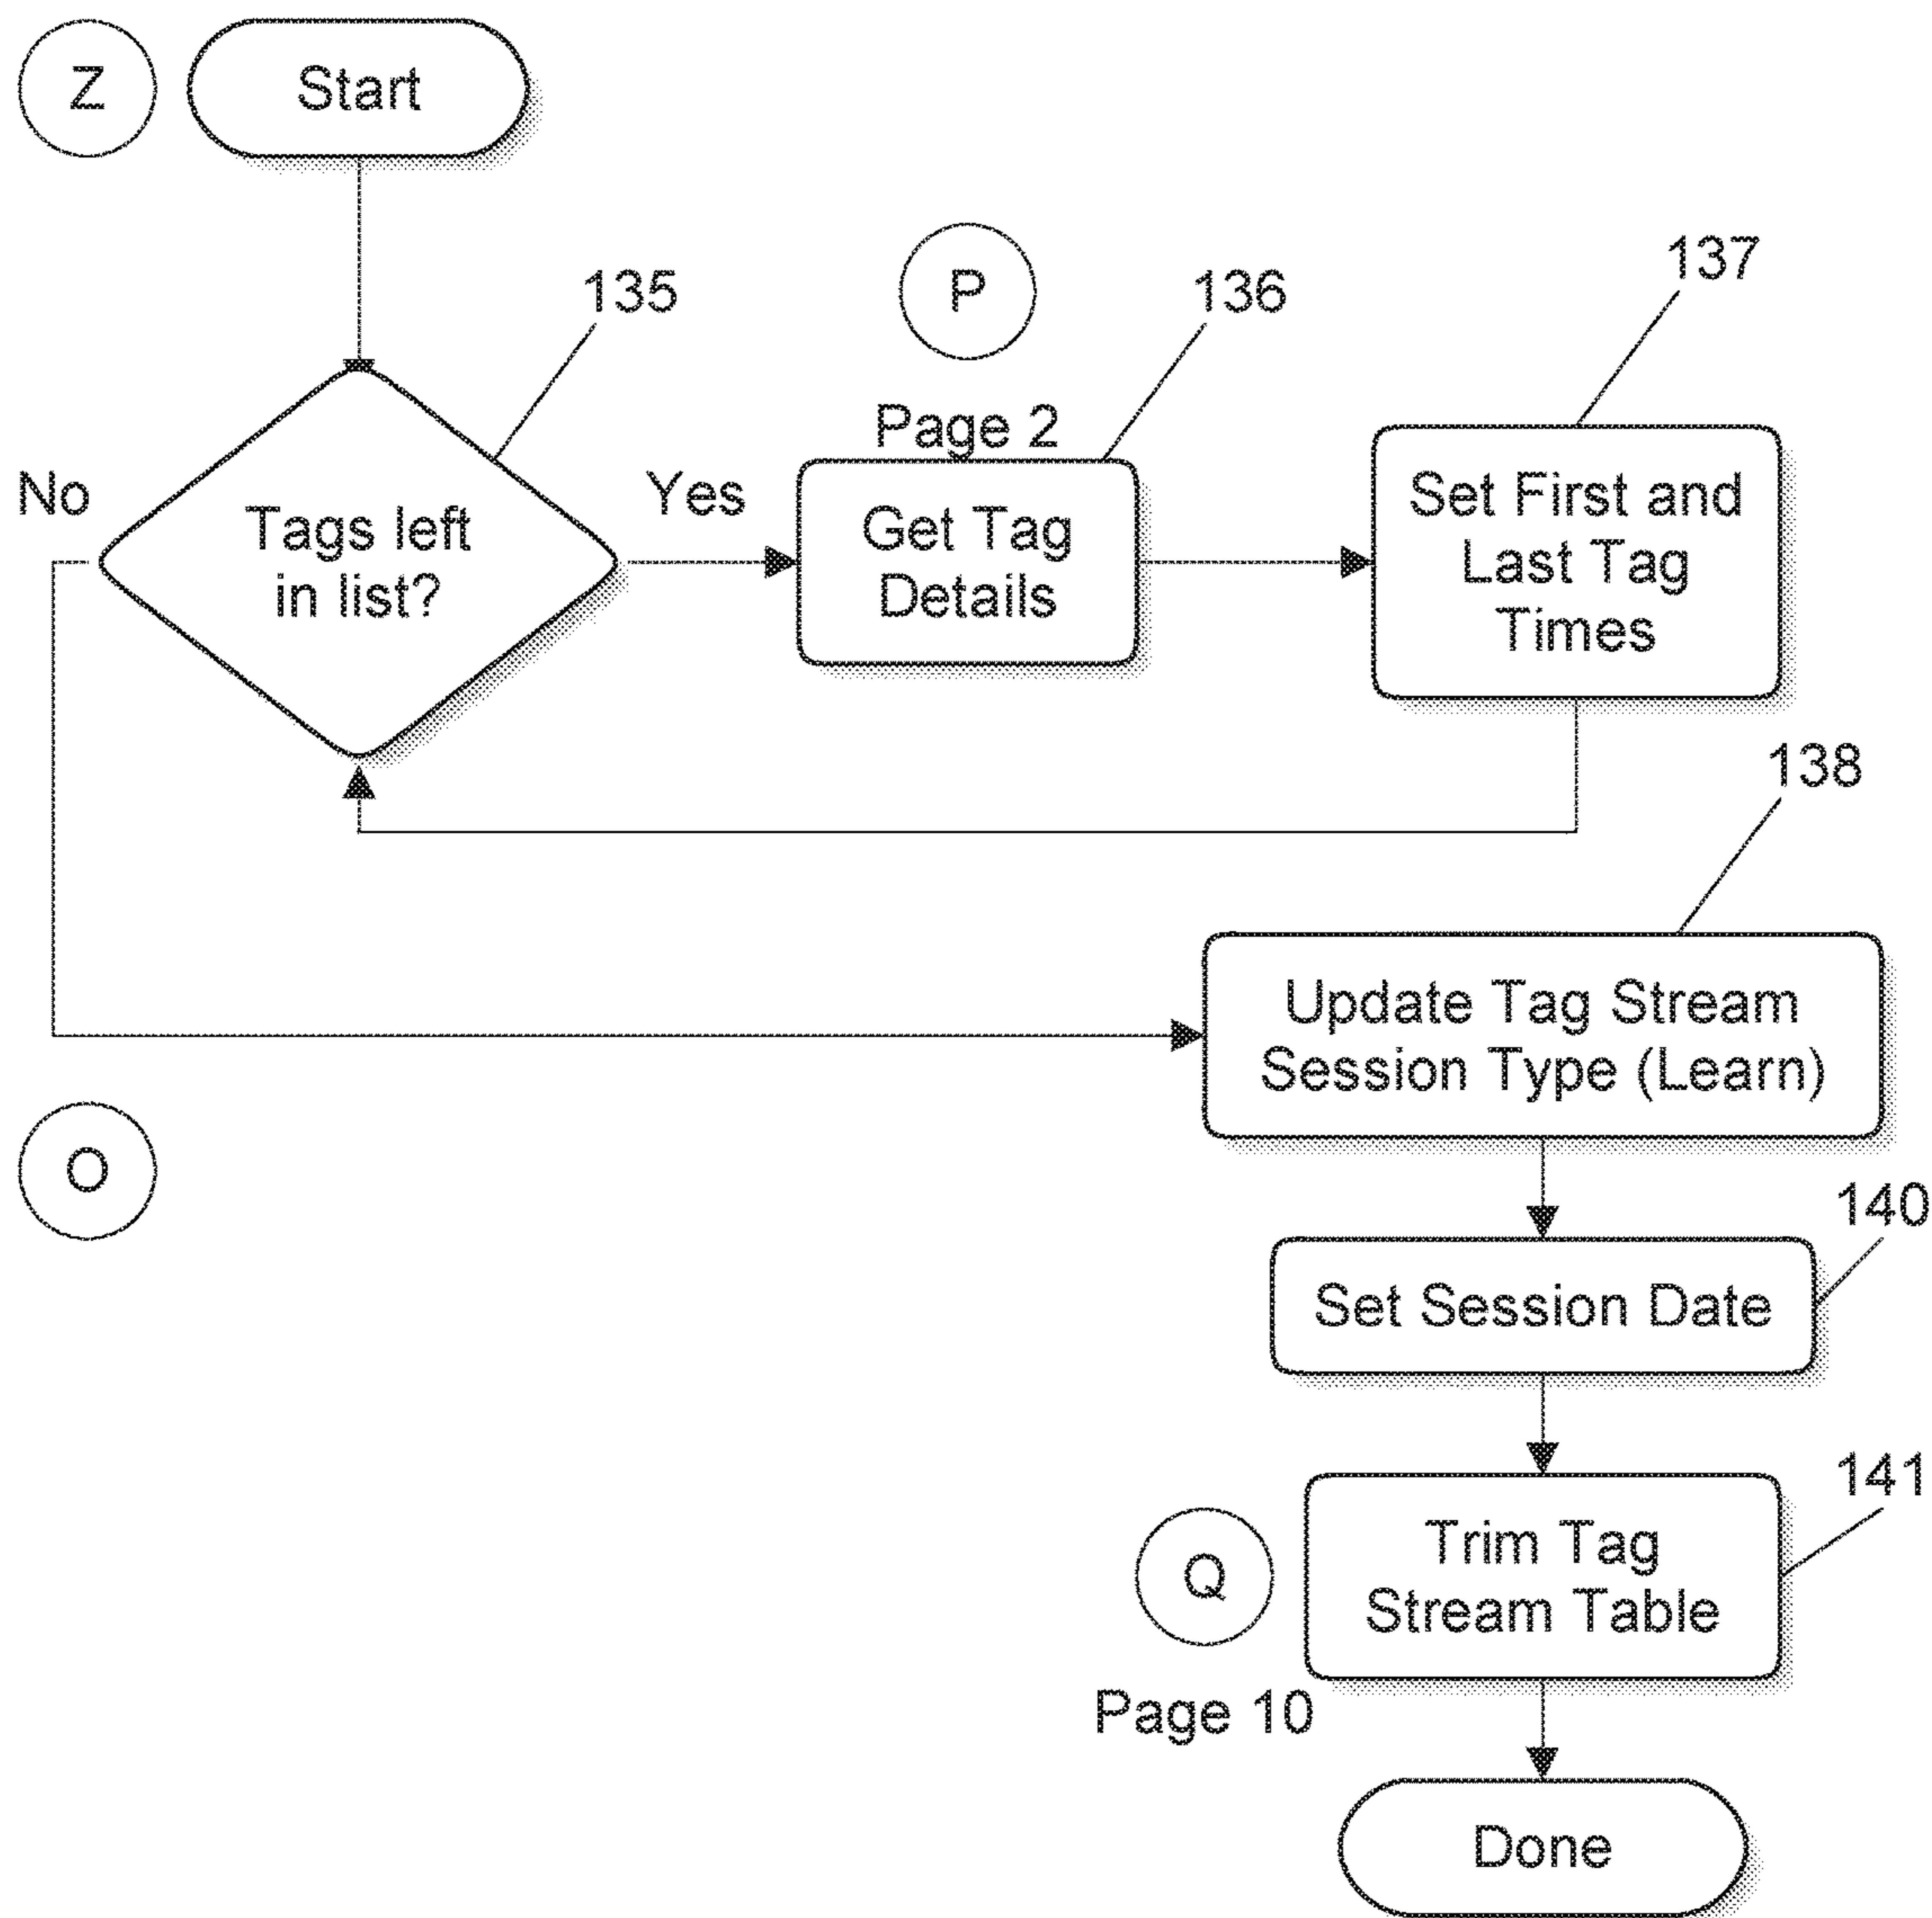 Z
Start
135
P
136
137
Page 2
No
Yes
Tags left
in list?
Get Tag
Details
Set First and
Last Tag
Times
138
Update Tag Stream
Session Type (Learn)
O
140
Set Session Date
141
Q
Trim Tag
Stream Table
Page 10
Done